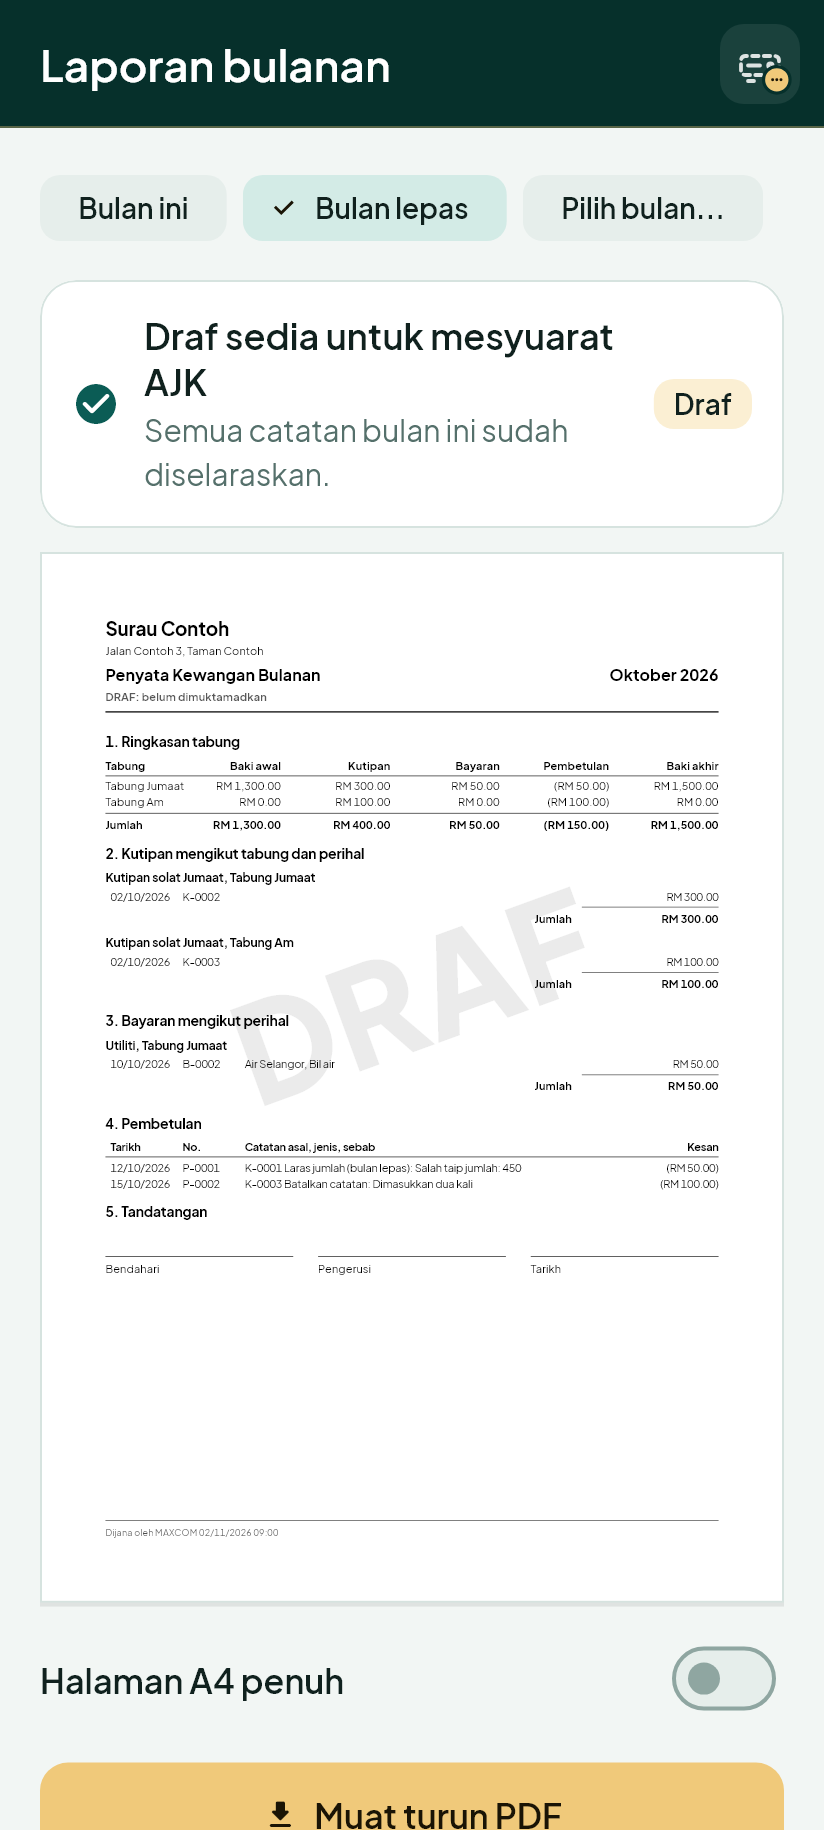 Laporan bulanan
Bulan ini
Bulan lepas
Pilih bulan...
Draf sedia untuk mesyuarat
AJK
Semua catatan bulan ini sudah
diselaraskan.
Draf
Surau Contoh
Jalan Contoh 3, Taman Contoh
Penyata Kewangan Bulanan Oktober 2026
DRAF: belum dimuktamadkan
1. Ringkasan tabung
Tabung Baki awal Kutipan Bayaran Pembetulan Baki akhir
Tabung Jumaat RM 1,300.00 RM 300.00 RM 50.00 (RM 50.00) RM 1,500.00
Tabung Am RM 0.00 RM 100.00 RM 0.00 (RM 100.00) RM 0.00
Jumlah RM 1,300.00 RM 400.00 RM 50.00 (RM 150.00) RM 1,500.00
2. Kutipan mengikut tabung dan perihal
Kutipan solat Jumaat, Tabung Jumaat
02/10/2026 K-0002 RM 300.00
Jumlah RM 300.00
Kutipan solat Jumaat, Tabung Am
02/10/2026 K-0003 RM 100.00
Jumlah RM 100.00
DRAF
3. Bayaran mengikut perihal
Utiliti, Tabung Jumaat
10/10/2026 B-0002 Air Selangor, Bil air RM 50.00
Jumlah RM 50.00
4. Pembetulan
Tarikh No. Catatan asal, jenis, sebab Kesan
12/10/2026 P-0001 K-0001 Laras jumlah (bulan lepas): Salah taip jumlah: 450 (RM 50.00)
15/10/2026 P-0002 K-0003 Batalkan catatan: Dimasukkan dua kali (RM 100.00)
5. Tandatangan
Bendahari Pengerusi Tarikh
Dijana oleh MAXCOM 02/11/2026 09:00
Halaman A4 penuh
Muat turun PDF